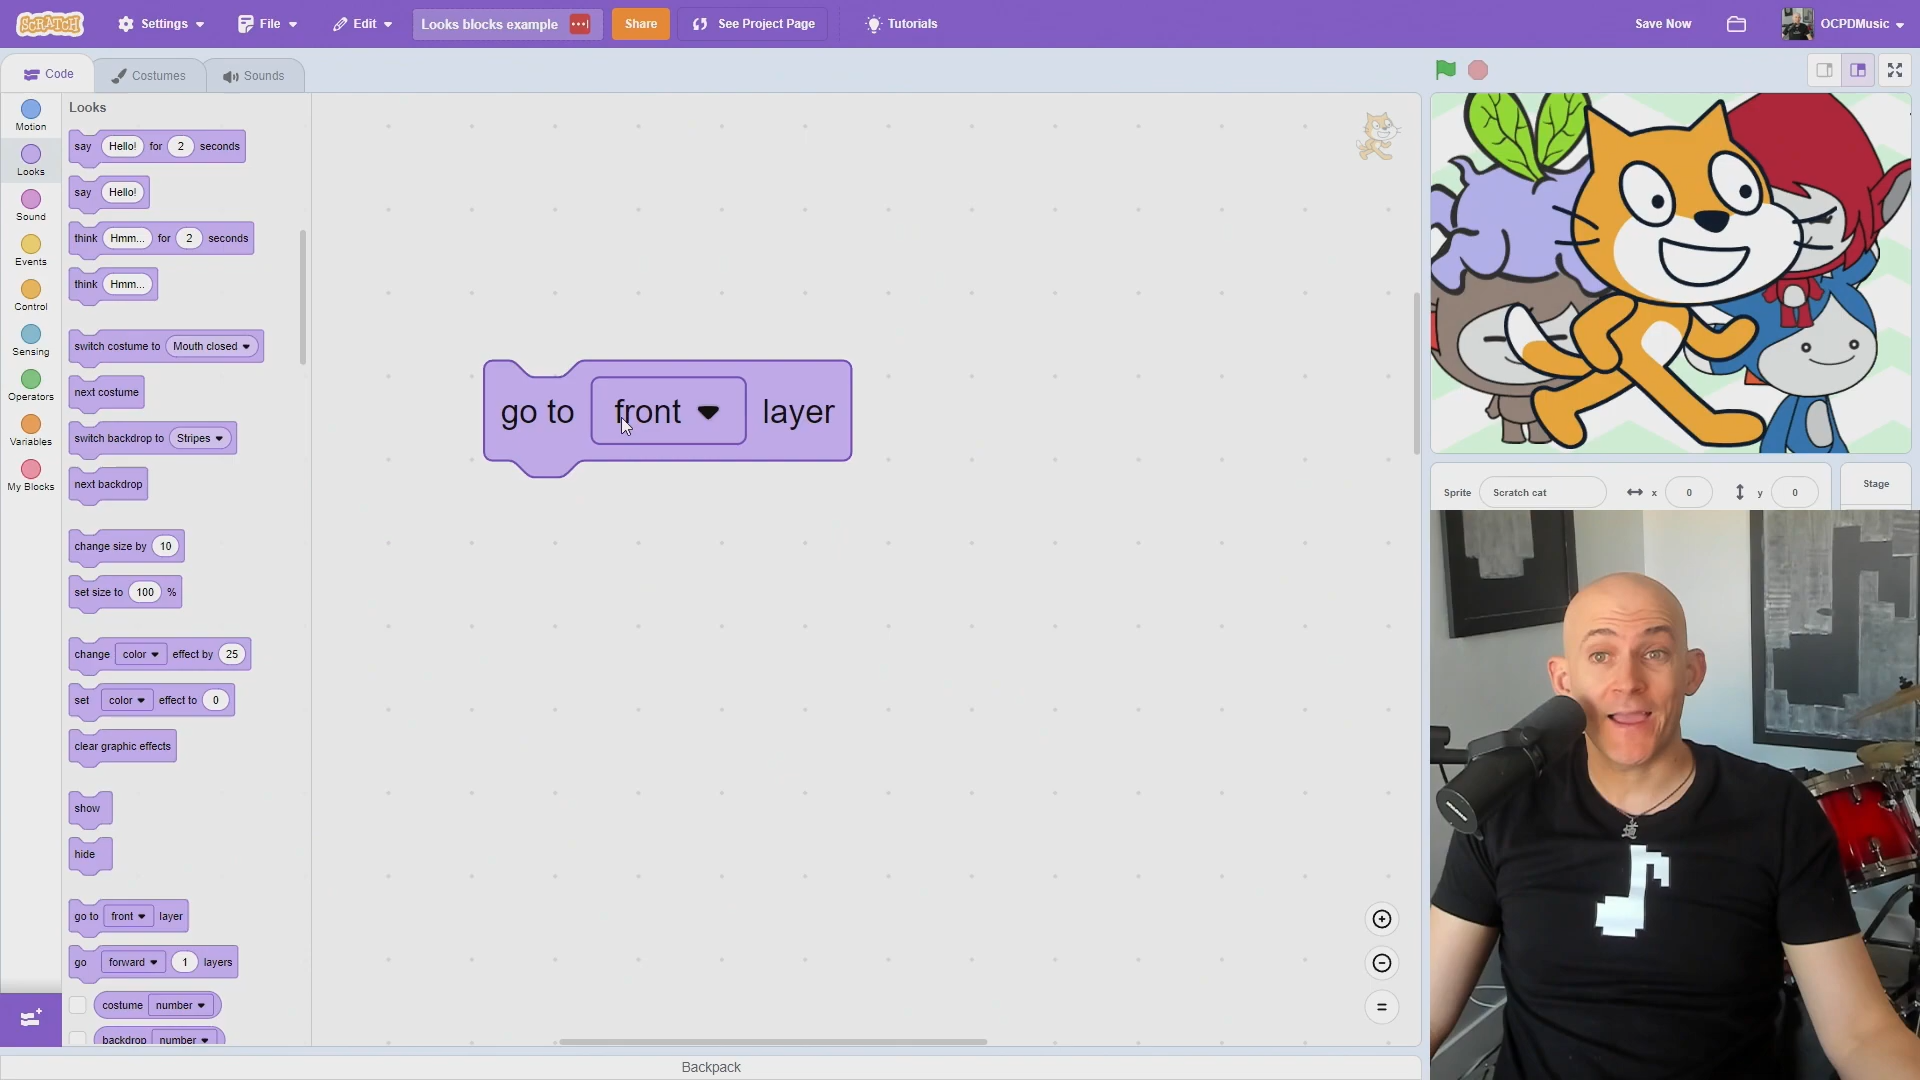 SCRATCH
Settings
File
Edit
Looks blocks example
Share
See Project Page
Tutorials
Save Now
OCPDMusic
Code
Costumes
Sounds
Motion
Looks
Sound
Events
Control
Sensing
Operators
Variables
My Blocks
Looks
say Hello! for 2 seconds
say Hello!
think Hmm... for 2 seconds
think Hmm...
switch costume to Mouth closed
next costume
switch backdrop to Stripes
next backdrop
change size by 10
set size to 100 %
change color effect by 25
set color effect to 0
clear graphic effects
show
hide
go to front layer
go forward 1 layers
costume number
backdrop number
go to front layer
Sprite Scratch cat x 0 y 0
Stage
道
Backpack